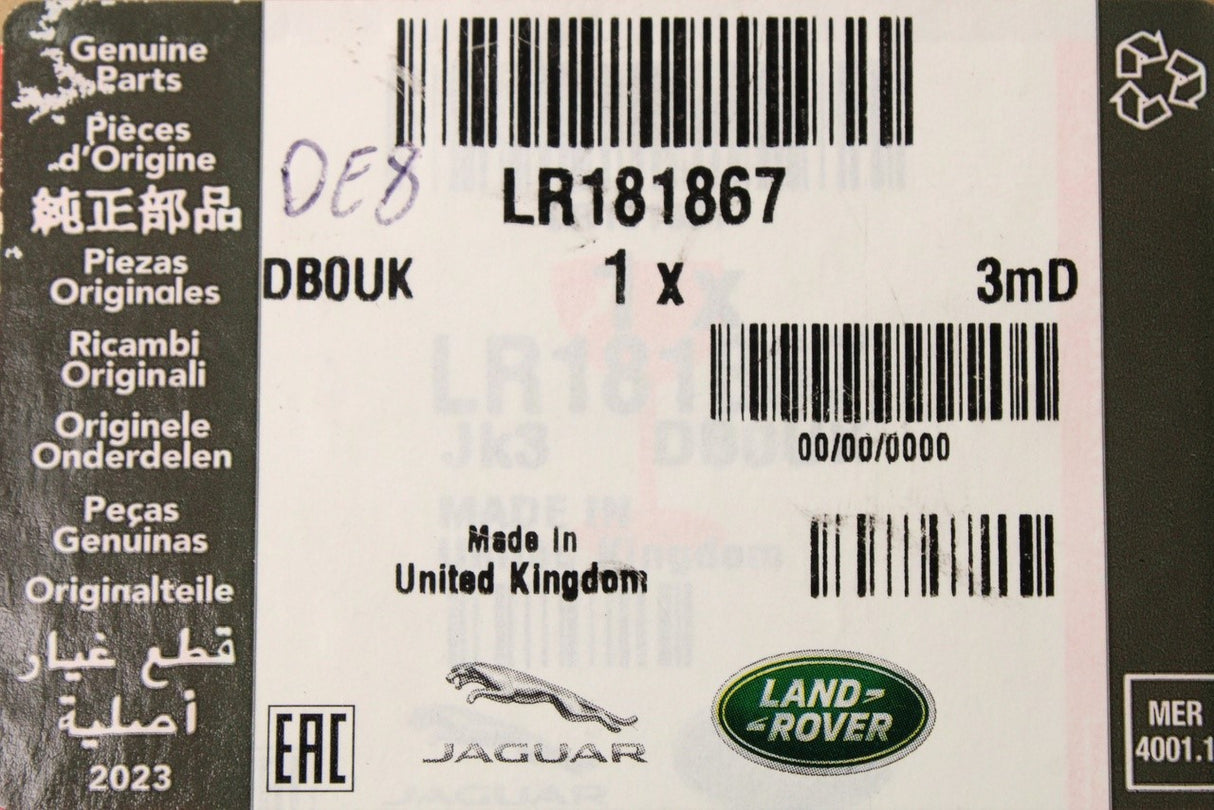 Genuine
Parts
Pièces
d'Origine
純正部品
Piezas
Originales
Ricambi
Originali
Originele
Onderdelen
Peças
Genuinas
Originalteile
قطع غيار
أصلية
2023
DE8
LR181867
DB0UK 1 x 3mD
00/00/0000
Made in
United Kingdom
EAC
JAGUAR
LAND
ROVER
MER
4001.1